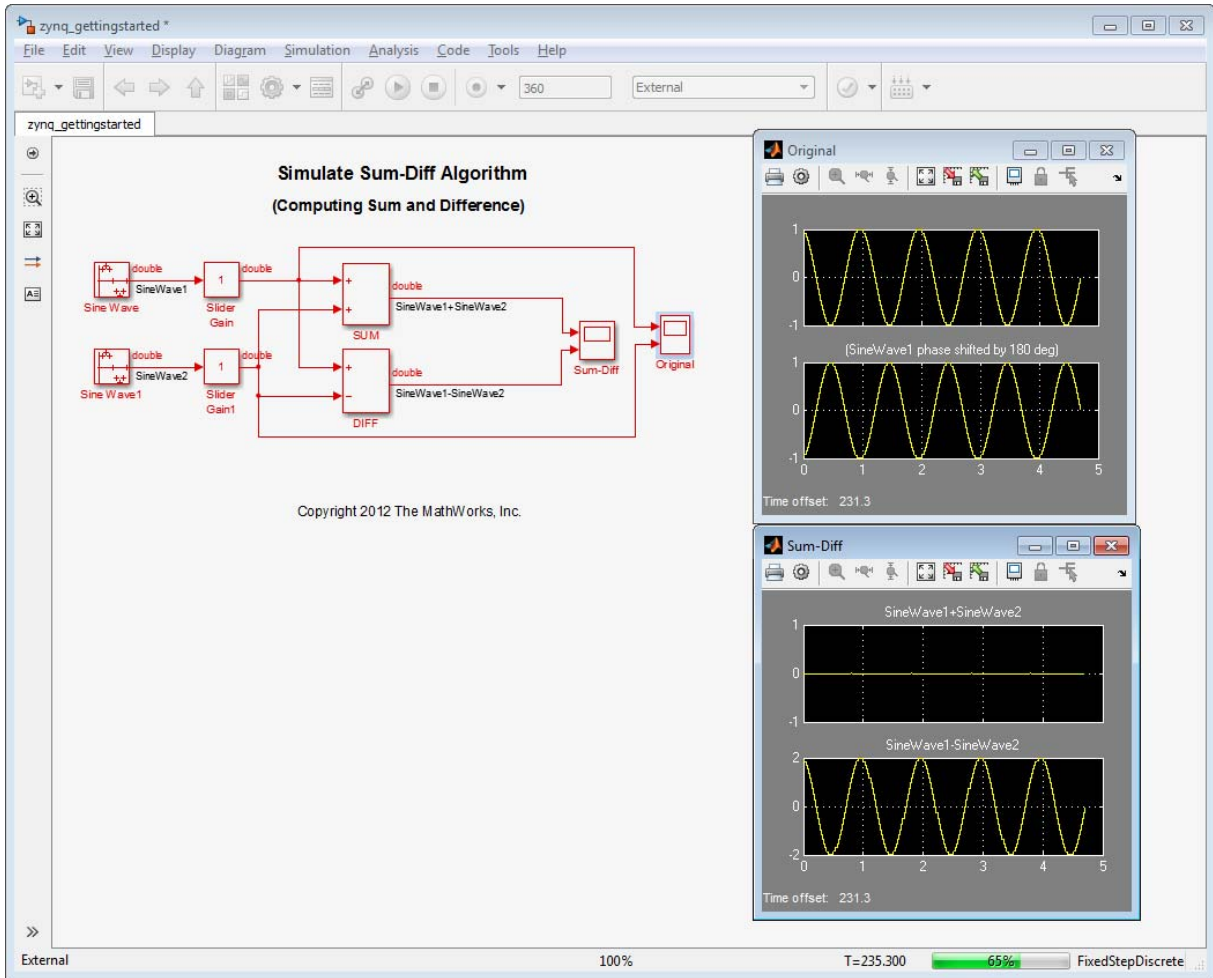 zynq_gettingstarted *
File Edit View Display Diagram Simulation Analysis Code Tools Help
360 External
zynq_gettingstarted
Simulate Sum-Diff Algorithm
(Computing Sum and Difference)
double
SineWave1
Sine Wave
1
double
Slider
Gain
+
+
SUM
double
SineWave1+SineWave2
double
SineWave2
Sine Wave1
1
double
Slider
Gain1
+
-
DIFF
double
SineWave1-SineWave2
Sum-Diff
Original
Copyright 2012 The MathWorks, Inc.
Original
1
0
-1
(SineWave1 phase shifted by 180 deg)
1
0
-1
0 1 2 3 4 5
Time offset: 231.3
Sum-Diff
SineWave1+SineWave2
1
0
-1
SineWave1-SineWave2
2
0
-2
0 1 2 3 4 5
Time offset: 231.3
External 100% T=235.300 65% FixedStepDiscrete